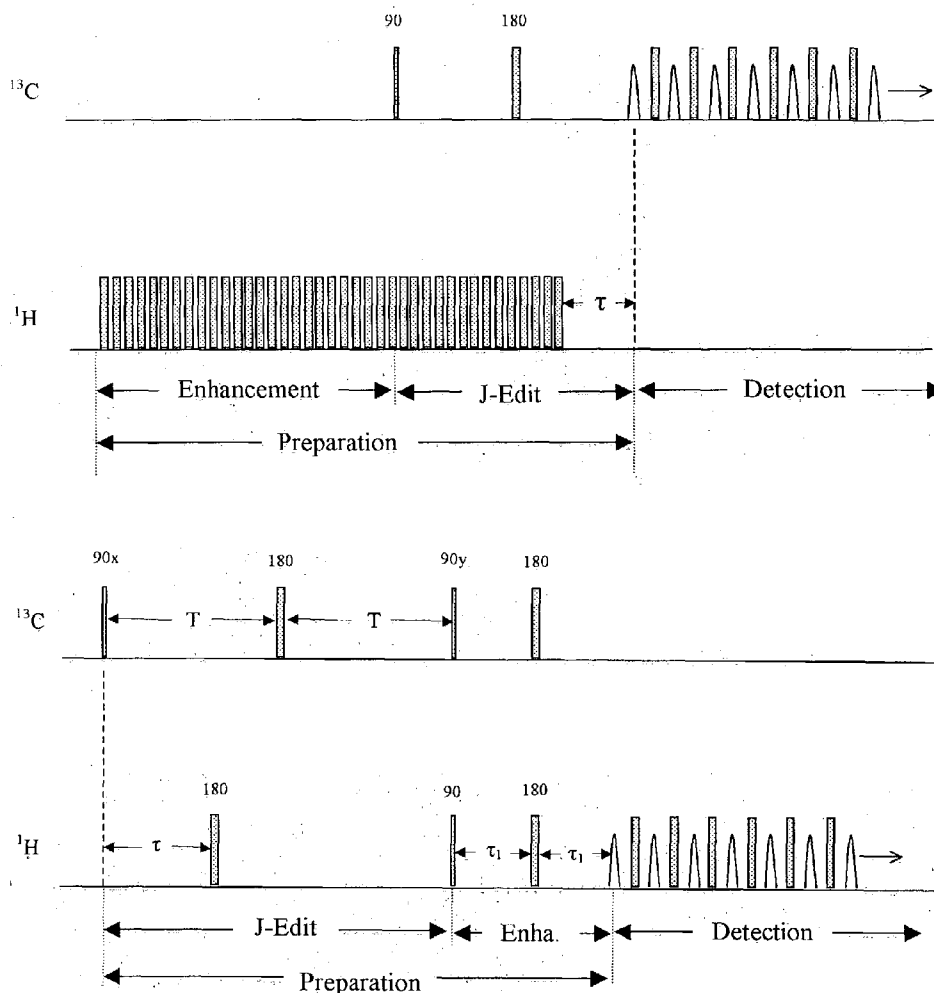 90 180
¹³C
¹H
τ
Enhancement J-Edit Detection
Preparation
90x 180 90y 180
¹³C
T T
180 90 180
¹H
τ τ₁ τ₁
J-Edit Enha. Detection
Preparation